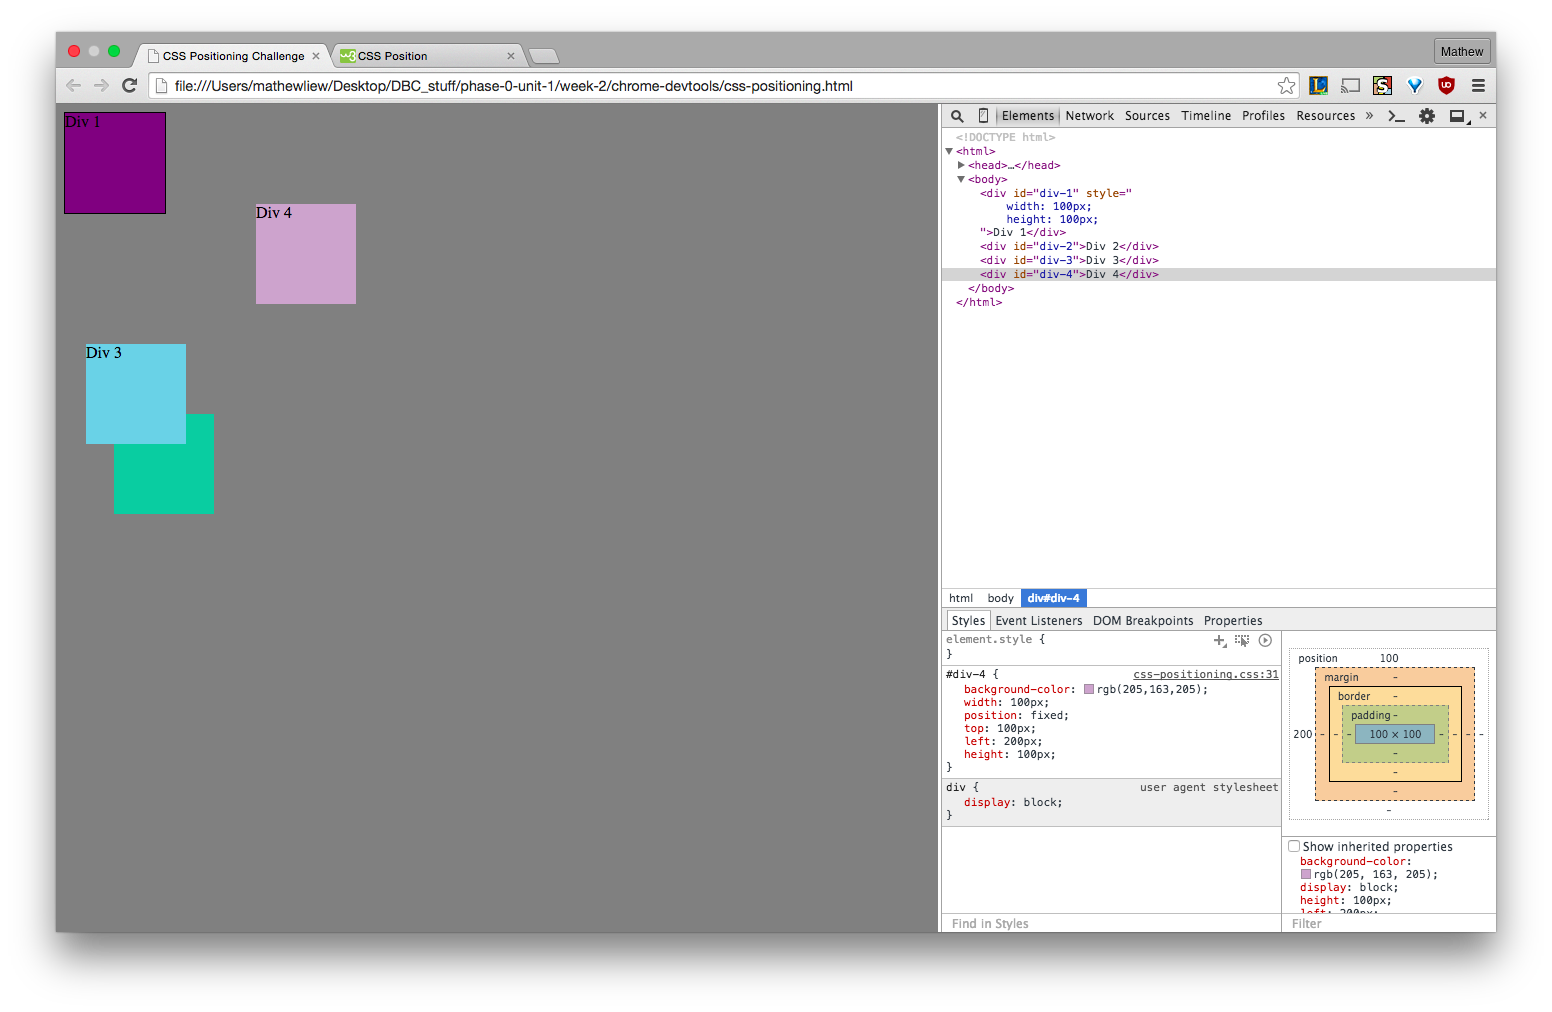 CSS Positioning Challenge
CSS Position
Mathew
file:///Users/mathewliew/Desktop/DBC_stuff/phase-0-unit-1/week-2/chrome-devtools/css-positioning.html
Div 1
Div 4
Div 3
Elements Network Sources Timeline Profiles Resources »
<!DOCTYPE html>
<html>
<head>…</head>
<body>
<div id="div-1" style="
width: 100px;
height: 100px;
">Div 1</div>
<div id="div-2">Div 2</div>
<div id="div-3">Div 3</div>
<div id="div-4">Div 4</div>
</body>
</html>
html body div#div-4
Styles Event Listeners DOM Breakpoints Properties
element.style {
}
#div-4 { css-positioning.css:31
background-color: rgb(205,163,205);
width: 100px;
position: fixed;
top: 100px;
left: 200px;
height: 100px;
}
div { user agent stylesheet
display: block;
}
Find in Styles
position 100
margin -
border -
padding -
200 - - - 100 × 100 - - - -
-
-
-
-
Show inherited properties
background-color:
rgb(205, 163, 205);
display: block;
height: 100px;
left: 200px;
Filter